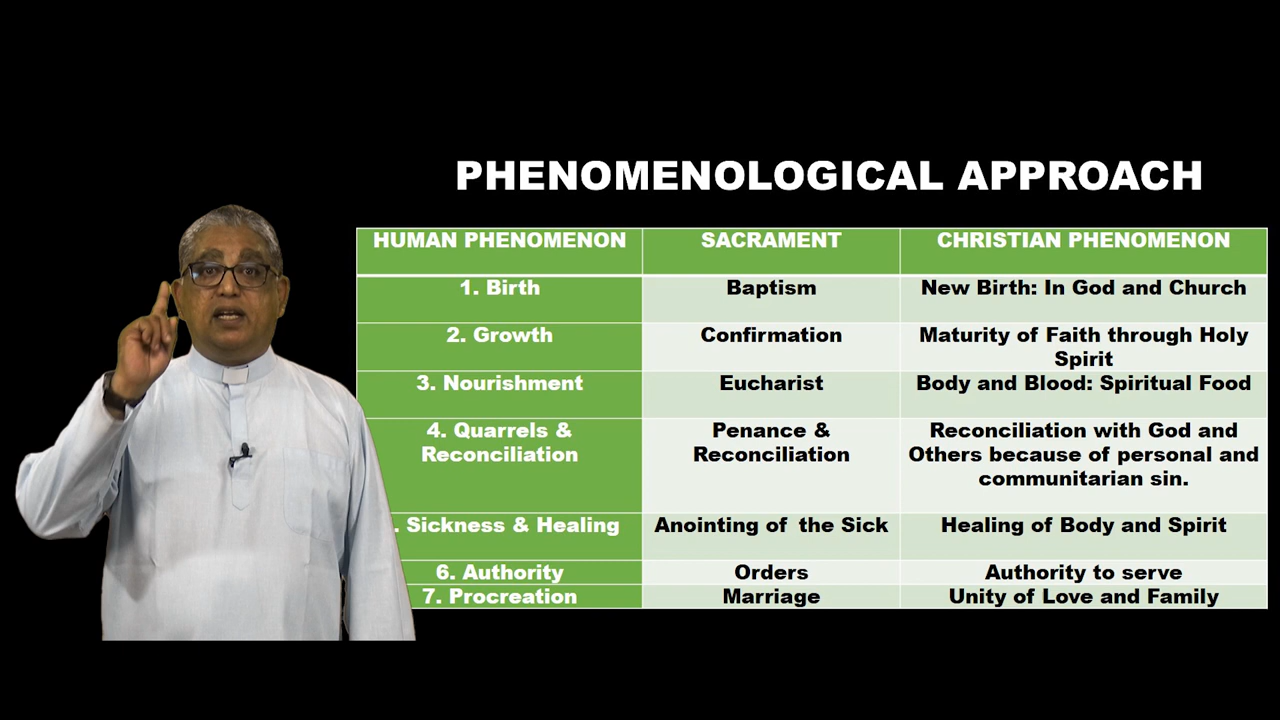 PHENOMENOLOGICAL APPROACH
HUMAN PHENOMENON SACRAMENT CHRISTIAN PHENOMENON
1. Birth Baptism New Birth: In God and Church
2. Growth Confirmation Maturity of Faith through Holy
Spirit
3. Nourishment Eucharist Body and Blood: Spiritual Food
4. Quarrels & Penance & Reconciliation with God and
Reconciliation Reconciliation Others because of personal and
communitarian sin.
. Sickness & Healing Anointing of the Sick Healing of Body and Spirit
6. Authority Orders Authority to serve
7. Procreation Marriage Unity of Love and Family